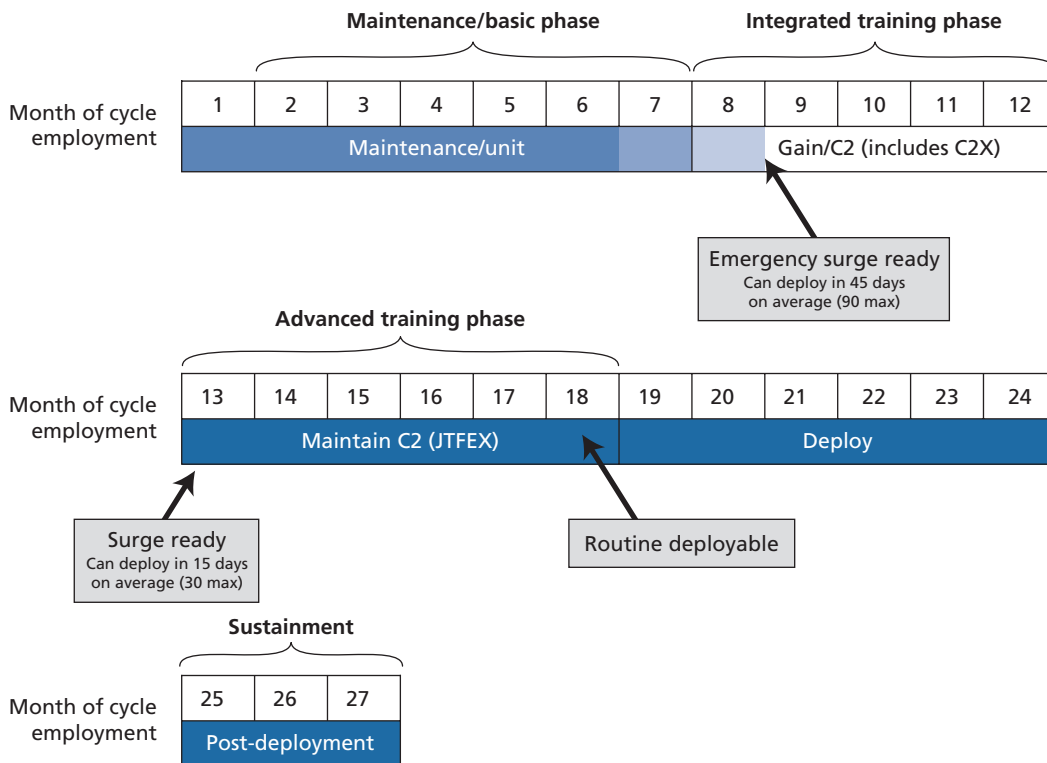 Maintenance/basic phase
Integrated training phase
Month of cycle
employment
1 2 3 4 5 6 7 8 9 10 11 12
Maintenance/unit
Gain/C2 (includes C2X)
Emergency surge ready
Can deploy in 45 days
on average (90 max)
Advanced training phase
Month of cycle
employment
13 14 15 16 17 18 19 20 21 22 23 24
Maintain C2 (JTFEX)
Deploy
Surge ready
Can deploy in 15 days
on average (30 max)
Routine deployable
Sustainment
Month of cycle
employment
25 26 27
Post-deployment